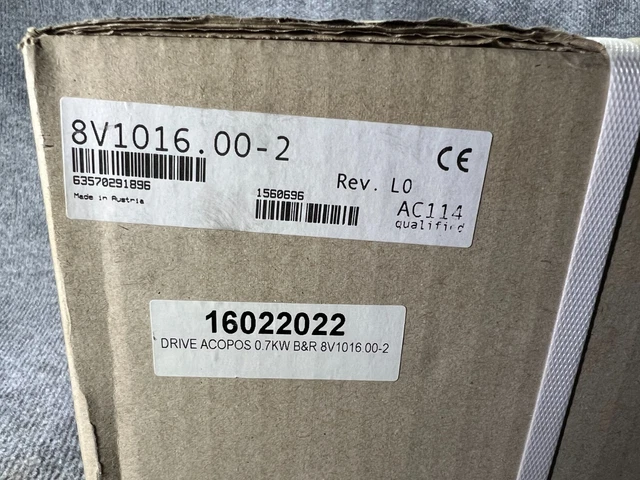 8V1016.00-2
CE
63570291896
Made in Austria
1560696
Rev. L0
AC114
qualified
16022022
DRIVE ACOPOS 0.7KW B&R 8V1016.00-2